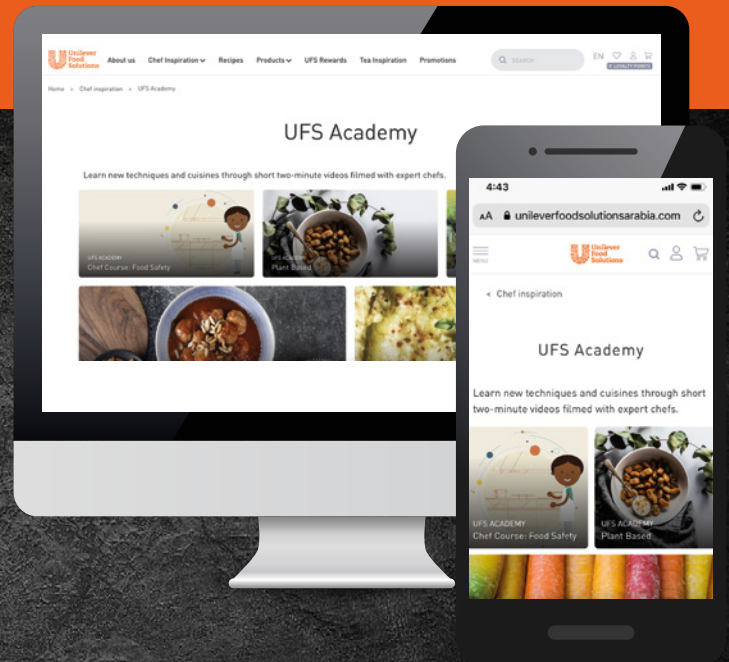 Unilever
Food
Solutions
About us
Chef Inspiration
Recipes
Products
UFS Rewards
Tea Inspiration
Promotions
SEARCH
EN
0 LOYALTY POINTS
Home > Chef inspiration > UFS Academy
UFS Academy
Learn new techniques and cuisines through short two-minute videos filmed with expert chefs.
UFS ACADEMY
Chef Course: Food Safety
UFS ACADEMY
Plant Based
4:43
AA unileverfoodsolutionsarabia.com
MENU
Unilever
Food
Solutions
< Chef inspiration
UFS Academy
Learn new techniques and cuisines through short
two-minute videos filmed with expert chefs.
UFS ACADEMY
Chef Course: Food Safety
UFS ACADEMY
Plant Based